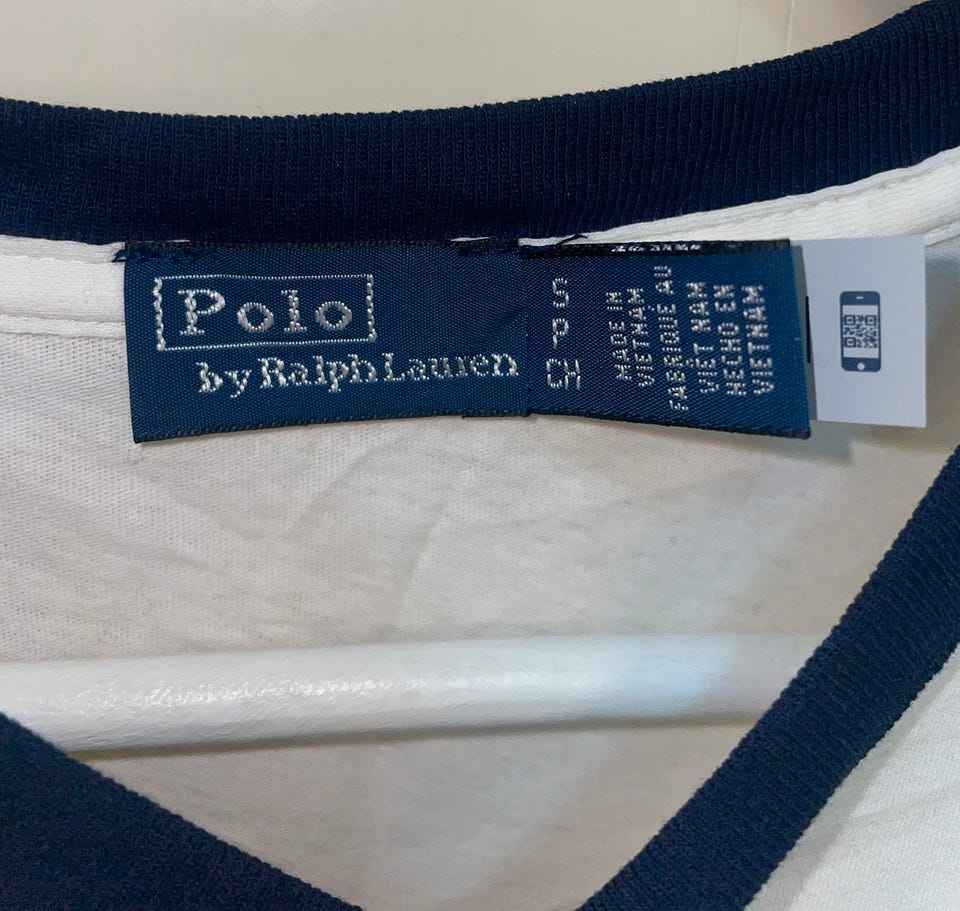 Polo
by Ralph Lauren
S
P
CH
MADE IN
VIETNAM
FABRIQUE AU
VIET NAM
HECHO EN
VIETNAM